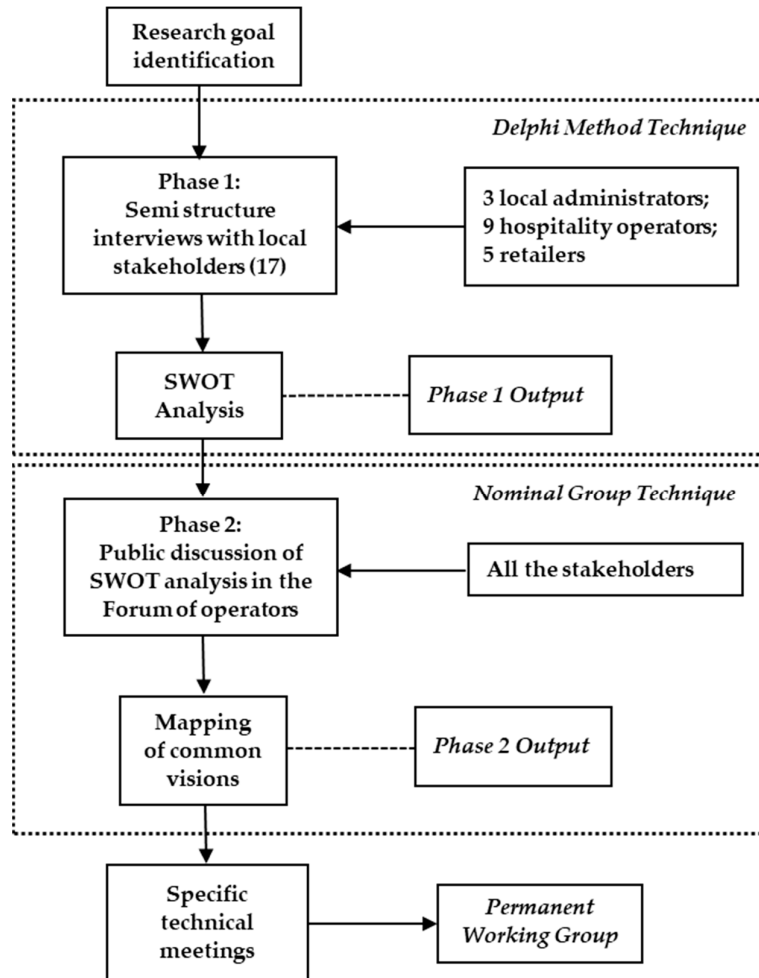 Research goal
identification
Delphi Method Technique
Phase 1:
Semi structure
interviews with local
stakeholders (17)
3 local administrators;
9 hospitality operators;
5 retailers
SWOT
Analysis
Phase 1 Output
Nominal Group Technique
Phase 2:
Public discussion of
SWOT analysis in the
Forum of operators
All the stakeholders
Mapping
of common
visions
Phase 2 Output
Specific
technical
meetings
Permanent
Working Group